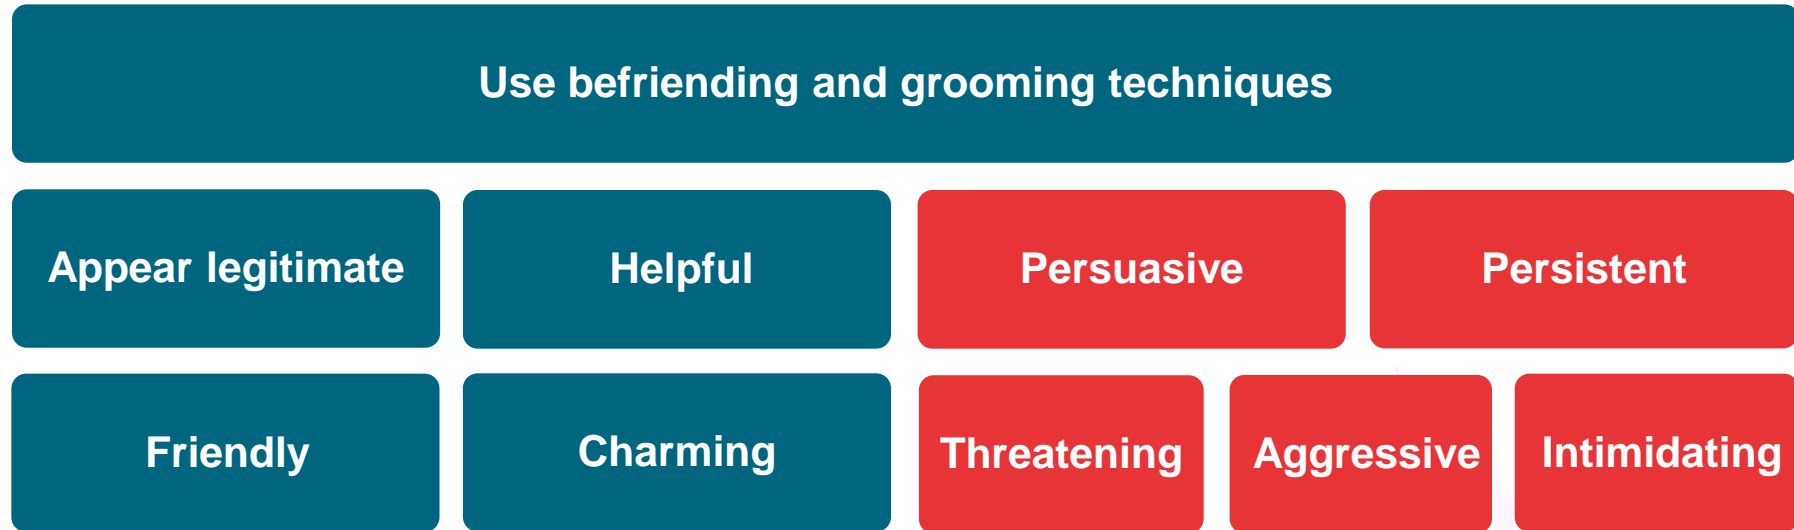 Use befriending and grooming techniques
Appear legitimate
Helpful
Persuasive
Persistent
Friendly
Charming
Threatening
Aggressive
Intimidating